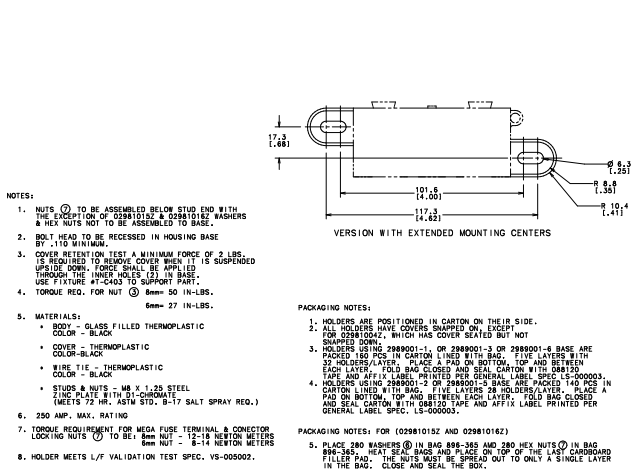 17.3
[.68]
Ø 6.3
[.25]
R 8.8
[.35]
R 10.4
[.41]
101.6
[4.00]
117.3
[4.62]
VERSION WITH EXTENDED MOUNTING CENTERS
NOTES:
1. NUTS 7 TO BE ASSEMBLED BELOW STUD END WITH
THE EXCEPTION OF 02981015Z & 02981016Z WASHERS
& HEX NUTS NOT TO BE ASSEMBLED TO BASE.
2. BOLT HEAD TO BE RECESSED IN HOUSING BASE
BY .110 MINIMUM.
3. COVER RETENTION TEST A MINIMUM FORCE OF 2 LBS.
IS REQUIRED TO REMOVE COVER WHEN IT IS SUSPENDED
UPSIDE DOWN. FORCE SHALL BE APPLIED
THROUGH THE INNER HOLES (2) IN BASE.
USE FIXTURE #T-C403 TO SUPPORT PART.
4. TORQUE REQ. FOR NUT 3 8mm= 50 IN-LBS.
6mm= 27 IN-LBS.
5. MATERIALS:
* BODY - GLASS FILLED THERMOPLASTIC
COLOR - BLACK
* COVER - THERMOPLASTIC
COLOR-BLACK
* WIRE TIE - THERMOPLASTIC
COLOR - BLACK
* STUDS & NUTS - M8 X 1.25 STEEL
ZINC PLATE WITH D1-CHROMATE
(MEETS 72 HR. ASTM STD. B-17 SALT SPRAY REQ.)
6. 250 AMP. MAX. RATING
7. TORQUE REQUIREMENT FOR MEGA FUSE TERMINAL & CONECTOR
LOCKING NUTS 7 TO BE: 8mm NUT - 12-18 NEWTON METERS
6mm NUT - 8-14 NEWTON METERS
8. HOLDER MEETS L/F VALIDATION TEST SPEC. VS-005002.
PACKAGING NOTES:
1. HOLDERS ARE POSITIONED IN CARTON ON THEIR SIDE.
2. ALL HOLDERS HAVE COVERS SNAPPED ON, EXCEPT
FOR 02981004Z, WHICH HAS COVER SEATED BUT NOT
SNAPPED DOWN.
3. HOLDERS USING 2989001-1, OR 2989001-3 OR 2989001-6 BASE ARE
PACKED 160 PCS IN CARTON LINED WITH BAG. FIVE LAYERS WITH
32 HOLDERS/LAYER. PLACE A PAD ON BOTTOM, TOP AND BETWEEN
EACH LAYER. FOLD BAG CLOSED AND SEAL CARTON WITH 088120
TAPE AND AFFIX LABEL PRINTED PER GENERAL LABEL SPEC LS-000003.
4. HOLDERS USING 2989001-2 OR 2989001-5 BASE ARE PACKED 140 PCS IN
CARTON LINED WITH BAG. FIVE LAYERS 28 HOLDERS/LAYER. PLACE A
PAD ON BOTTOM, TOP AND BETWEEN EACH LAYER. FOLD BAG CLOSED
AND SEAL CARTON WITH 088120 TAPE AND AFFIX LABEL PRINTED PER
GENERAL LABEL SPEC. LS-000003.
PACKAGING NOTES: FOR (02981015Z AND 02981016Z)
5. PLACE 280 WASHERS 6 IN BAG 896-365 AMD 280 HEX NUTS 7 IN BAG
896-365. HEAT SEAL BAGS AND PLACE ON TOP OF THE LAST CARDBOARD
FILLER PAD. THE NUTS MUST BE SPREAD OUT TO ONLY A SINGLE LAYER
IN THE BAG. CLOSE AND SEAL THE BOX.